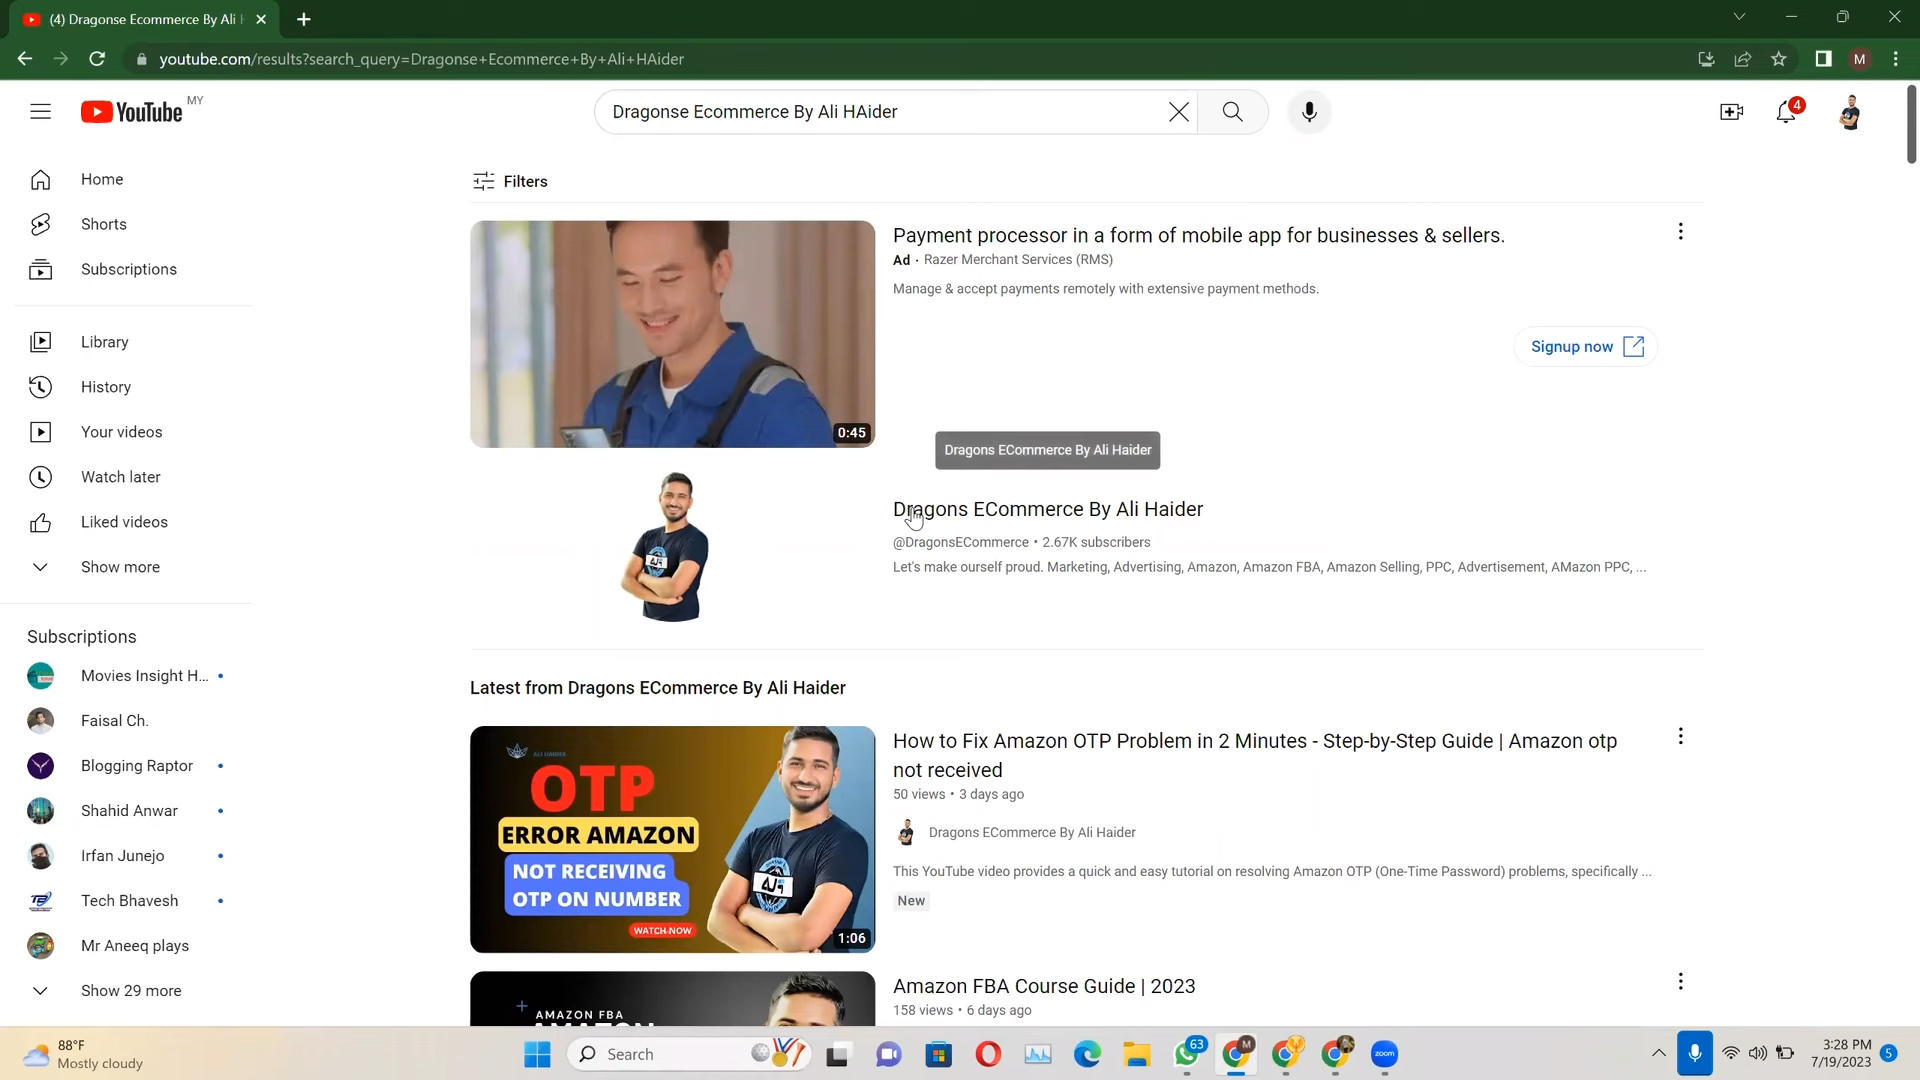 (4) Dragonse Ecommerce By Ali H
youtube.com/results?search_query=Dragonse+Ecommerce+By+Ali+HAider
M
YouTube MY
Dragonse Ecommerce By Ali HAider
4
Home
Shorts
Subscriptions
Library
History
Your videos
Watch later
Liked videos
Show more
Subscriptions
Movies Insight H...
Faisal Ch.
Blogging Raptor
Shahid Anwar
Irfan Junejo
Tech Bhavesh
Mr Aneeq plays
Show 29 more
Filters
0:45
Payment processor in a form of mobile app for businesses & sellers.
Ad · Razer Merchant Services (RMS)
Manage & accept payments remotely with extensive payment methods.
Signup now
Dragons ECommerce By Ali Haider
Dragons ECommerce By Ali Haider
@DragonsECommerce • 2.67K subscribers
Let's make ourself proud. Marketing, Advertising, Amazon, Amazon FBA, Amazon Selling, PPC, Advertisement, AMazon PPC, ...
Latest from Dragons ECommerce By Ali Haider
ALI HAIDER
OTP
ERROR AMAZON
NOT RECEIVING
OTP ON NUMBER
WATCH NOW
1:06
How to Fix Amazon OTP Problem in 2 Minutes - Step-by-Step Guide | Amazon otp
not received
50 views • 3 days ago
Dragons ECommerce By Ali Haider
This YouTube video provides a quick and easy tutorial on resolving Amazon OTP (One-Time Password) problems, specifically ...
New
AMAZON FBA
AMAZON
Amazon FBA Course Guide | 2023
158 views • 6 days ago
88°F
Mostly cloudy
Search
63
M
zoom
3:28 PM
7/19/2023
5